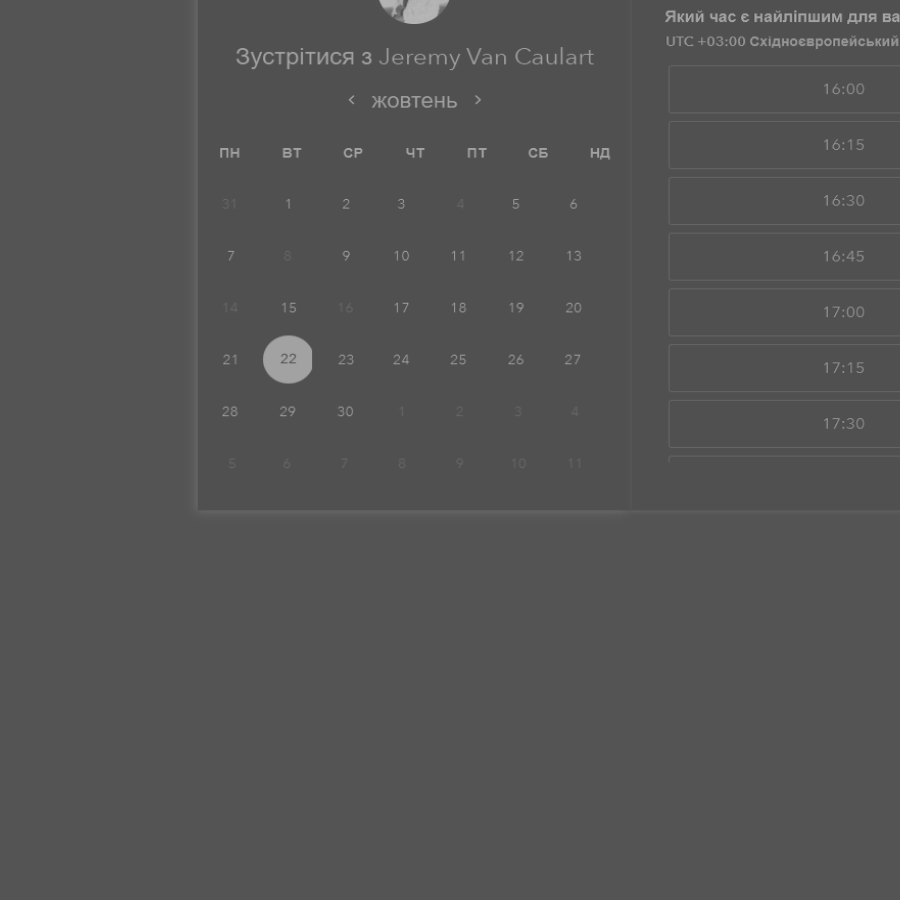 Зустрітися з Jeremy Van Caulart
жовтень
ПН ВТ СР ЧТ ПТ СБ НД
31 1 2 3 4 5 6
7 8 9 10 11 12 13
14 15 16 17 18 19 20
21 22 23 24 25 26 27
28 29 30 1 2 3 4
5 6 7 8 9 10 11
Який час є найліпшим для ва
UTC +03:00 Східноєвропейський
16:00
16:15
16:30
16:45
17:00
17:15
17:30